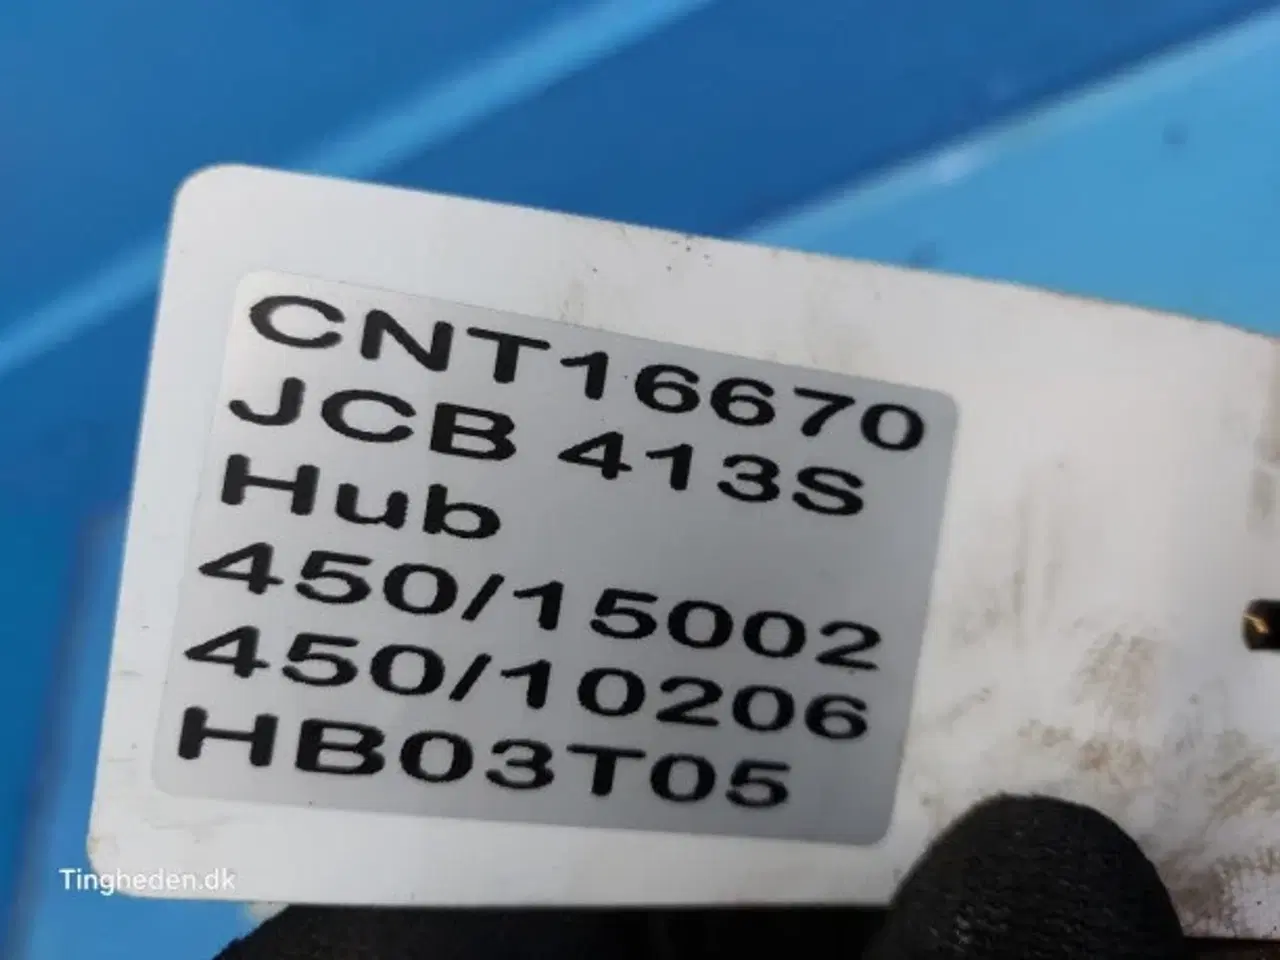 CNT16670
JCB 413S
Hub
450/15002
450/10206
HB03T05
Tingheden.dk